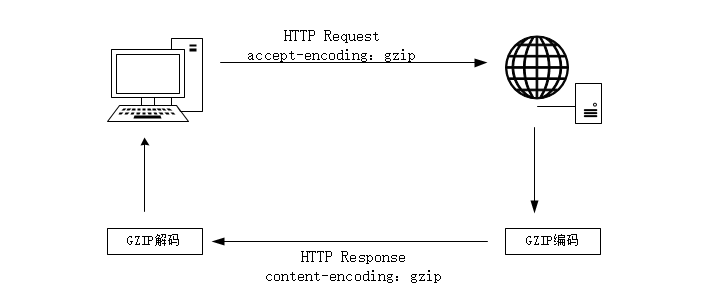 HTTP Request
accept-encoding：gzip
GZIP解码
GZIP编码
HTTP Response
content-encoding：gzip